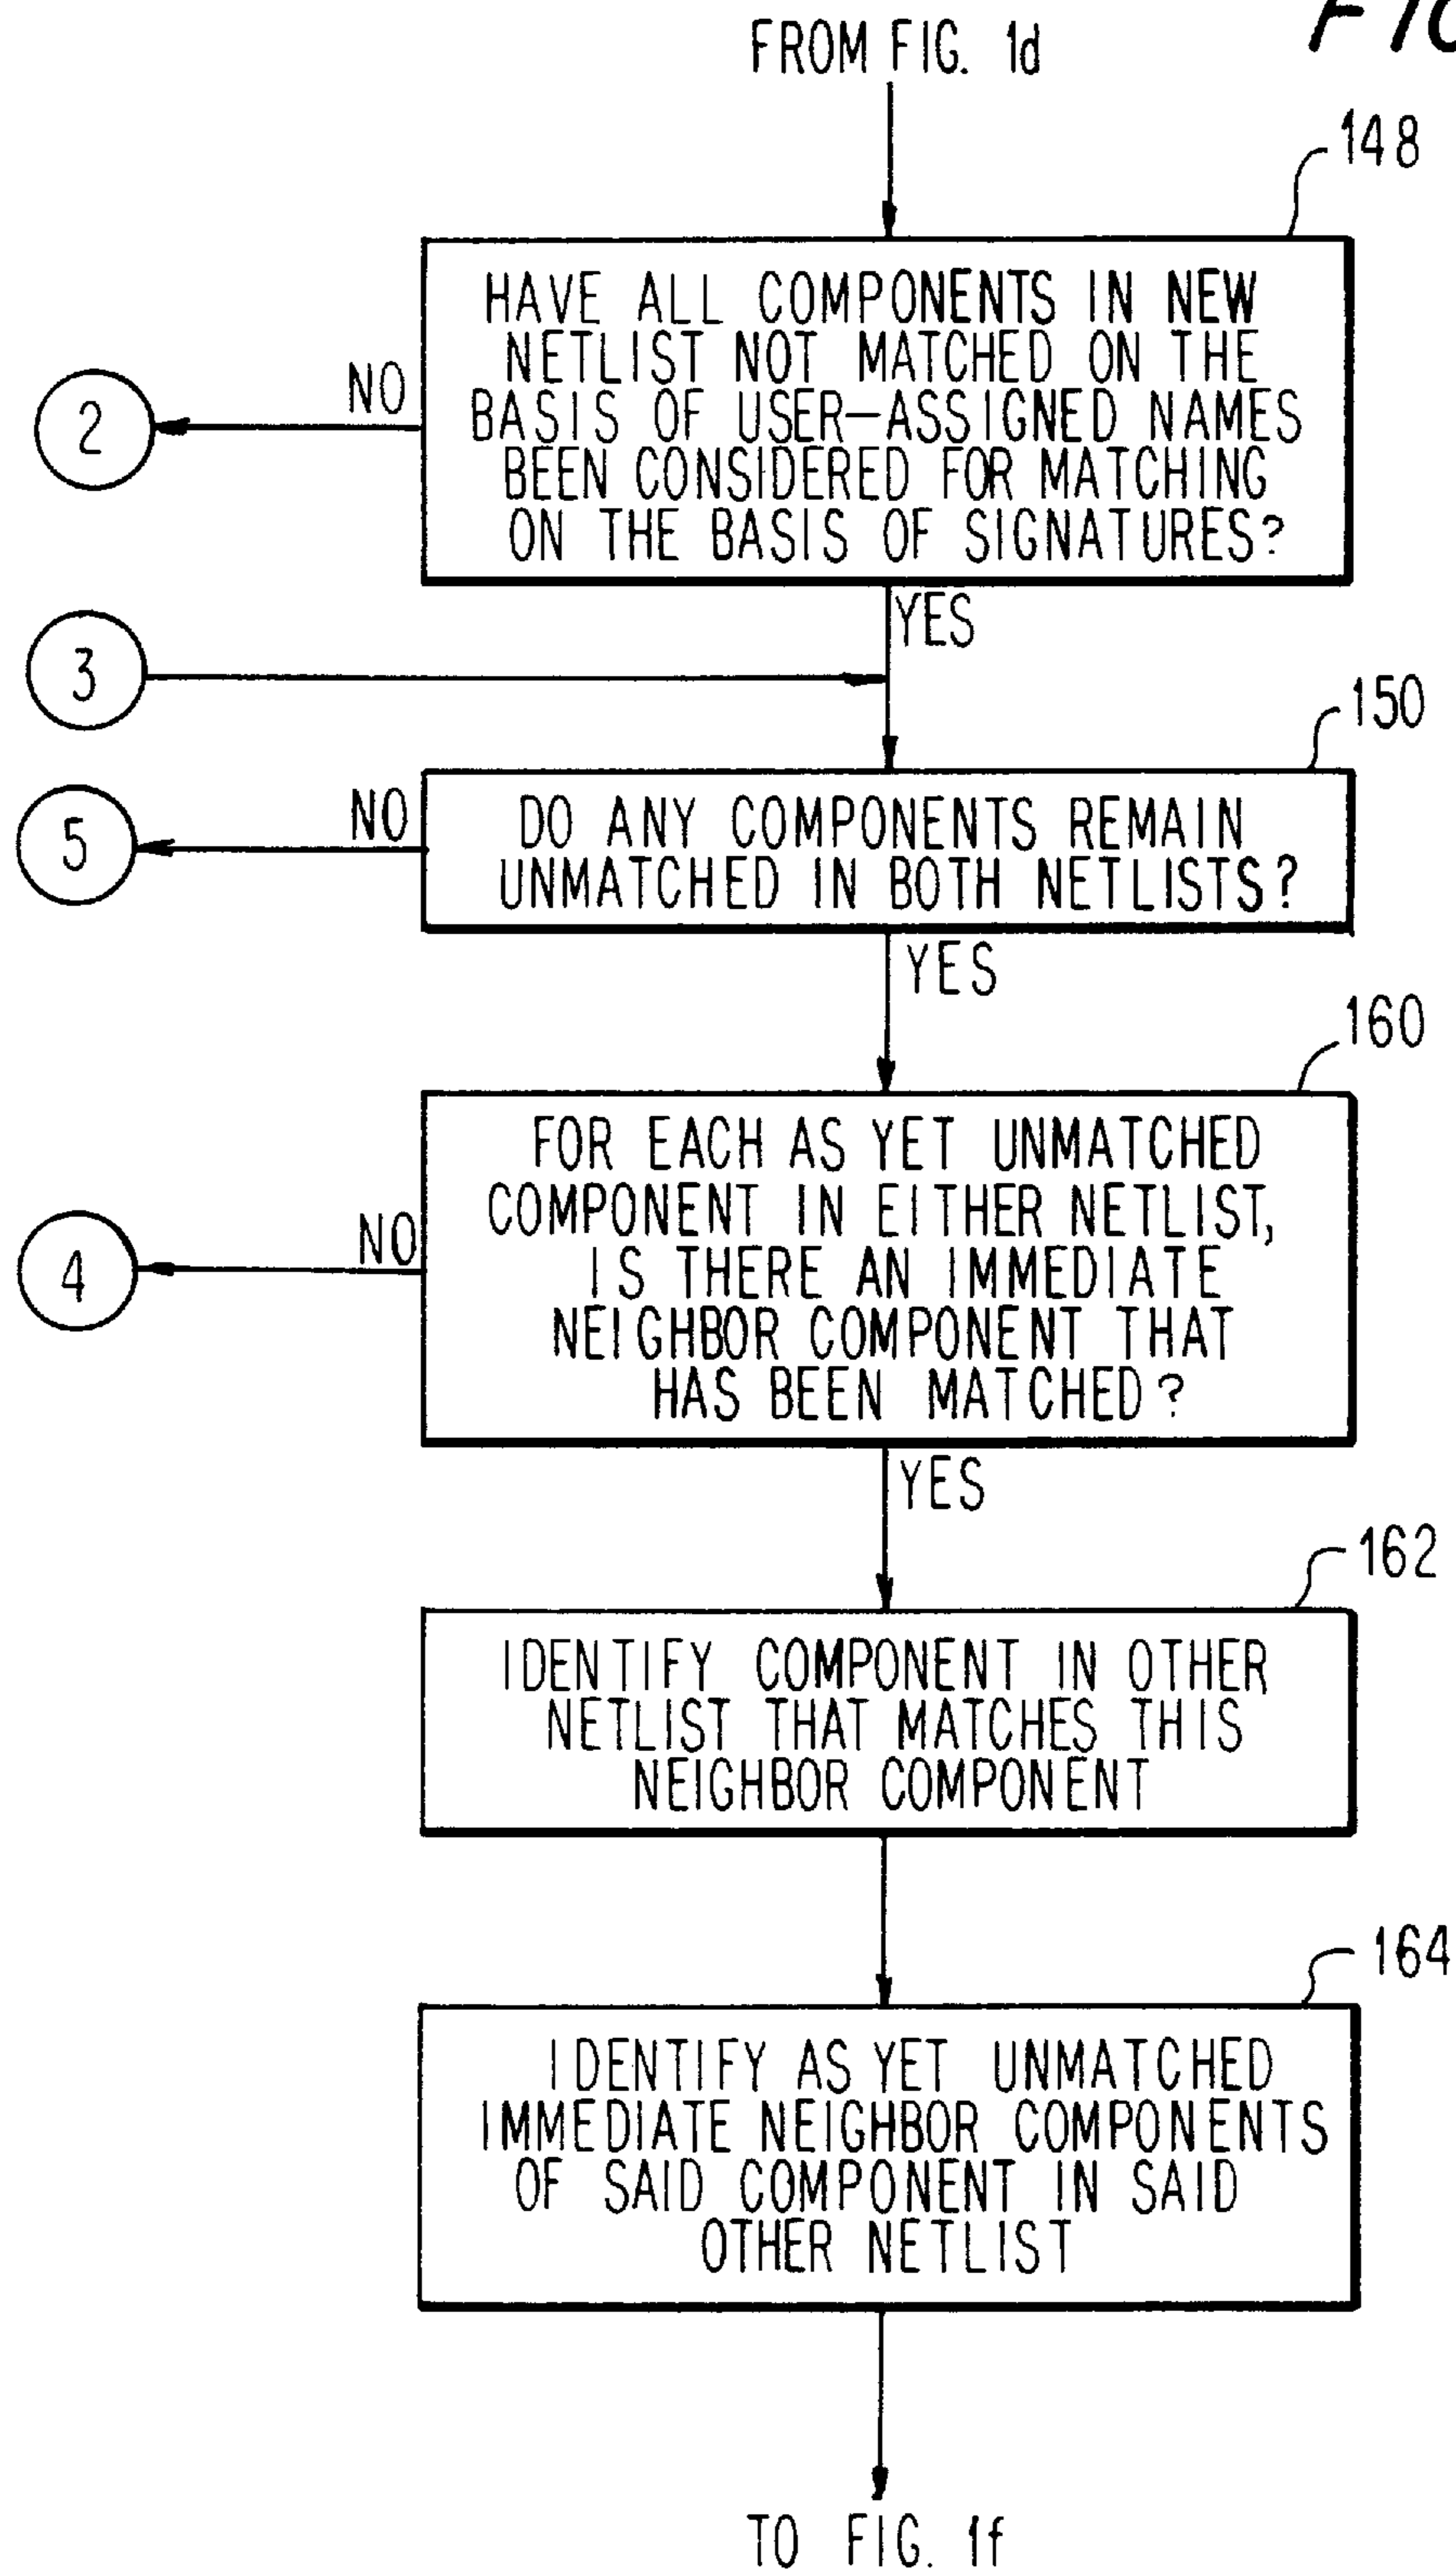 FROM FIG. 1d
148
HAVE ALL COMPONENTS IN NEW
NETLIST NOT MATCHED ON THE
BASIS OF USER-ASSIGNED NAMES
BEEN CONSIDERED FOR MATCHING
ON THE BASIS OF SIGNATURES?
NO
2
YES
3
150
DO ANY COMPONENTS REMAIN
UNMATCHED IN BOTH NETLISTS?
NO
5
YES
160
FOR EACH AS YET UNMATCHED
COMPONENT IN EITHER NETLIST,
IS THERE AN IMMEDIATE
NEIGHBOR COMPONENT THAT
HAS BEEN MATCHED?
NO
4
YES
162
IDENTIFY COMPONENT IN OTHER
NETLIST THAT MATCHES THIS
NEIGHBOR COMPONENT
164
IDENTIFY AS YET UNMATCHED
IMMEDIATE NEIGHBOR COMPONENTS
OF SAID COMPONENT IN SAID
OTHER NETLIST
TO FIG. 1f